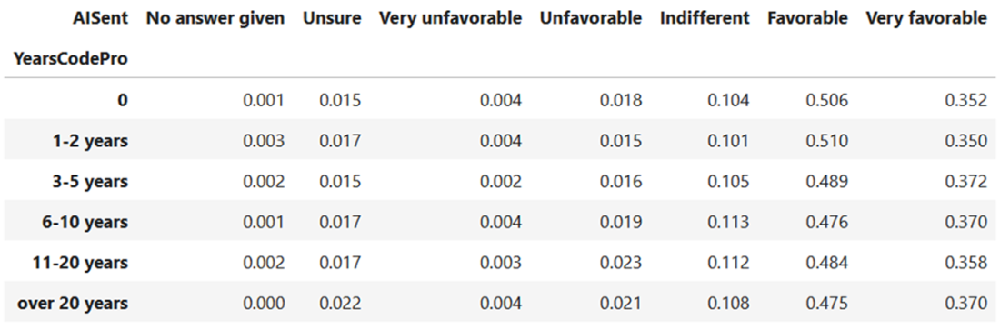 AISent No answer given Unsure Very unfavorable Unfavorable Indifferent Favorable Very favorable
YearsCodePro
0 0.001 0.015 0.004 0.018 0.104 0.506 0.352
1-2 years 0.003 0.017 0.004 0.015 0.101 0.510 0.350
3-5 years 0.002 0.015 0.002 0.016 0.105 0.489 0.372
6-10 years 0.001 0.017 0.004 0.019 0.113 0.476 0.370
11-20 years 0.002 0.017 0.003 0.023 0.112 0.484 0.358
over 20 years 0.000 0.022 0.004 0.021 0.108 0.475 0.370